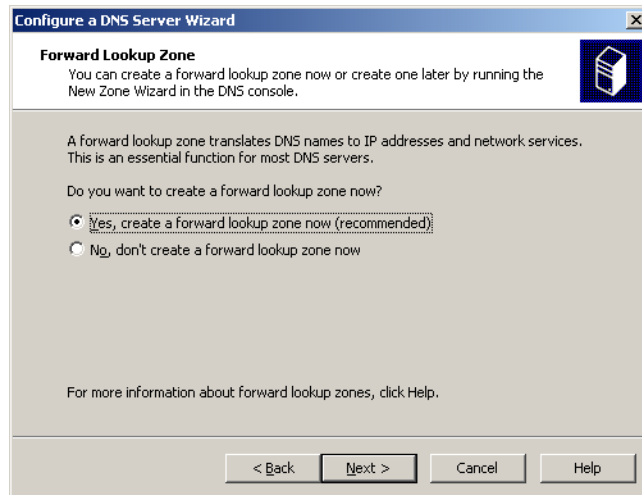 Configure a DNS Server Wizard
Forward Lookup Zone
You can create a forward lookup zone now or create one later by running the
New Zone Wizard in the DNS console.
A forward lookup zone translates DNS names to IP addresses and network services.
This is an essential function for most DNS servers.
Do you want to create a forward lookup zone now?
Yes, create a forward lookup zone now (recommended)
No, don't create a forward lookup zone now
For more information about forward lookup zones, click Help.
< Back Next > Cancel Help